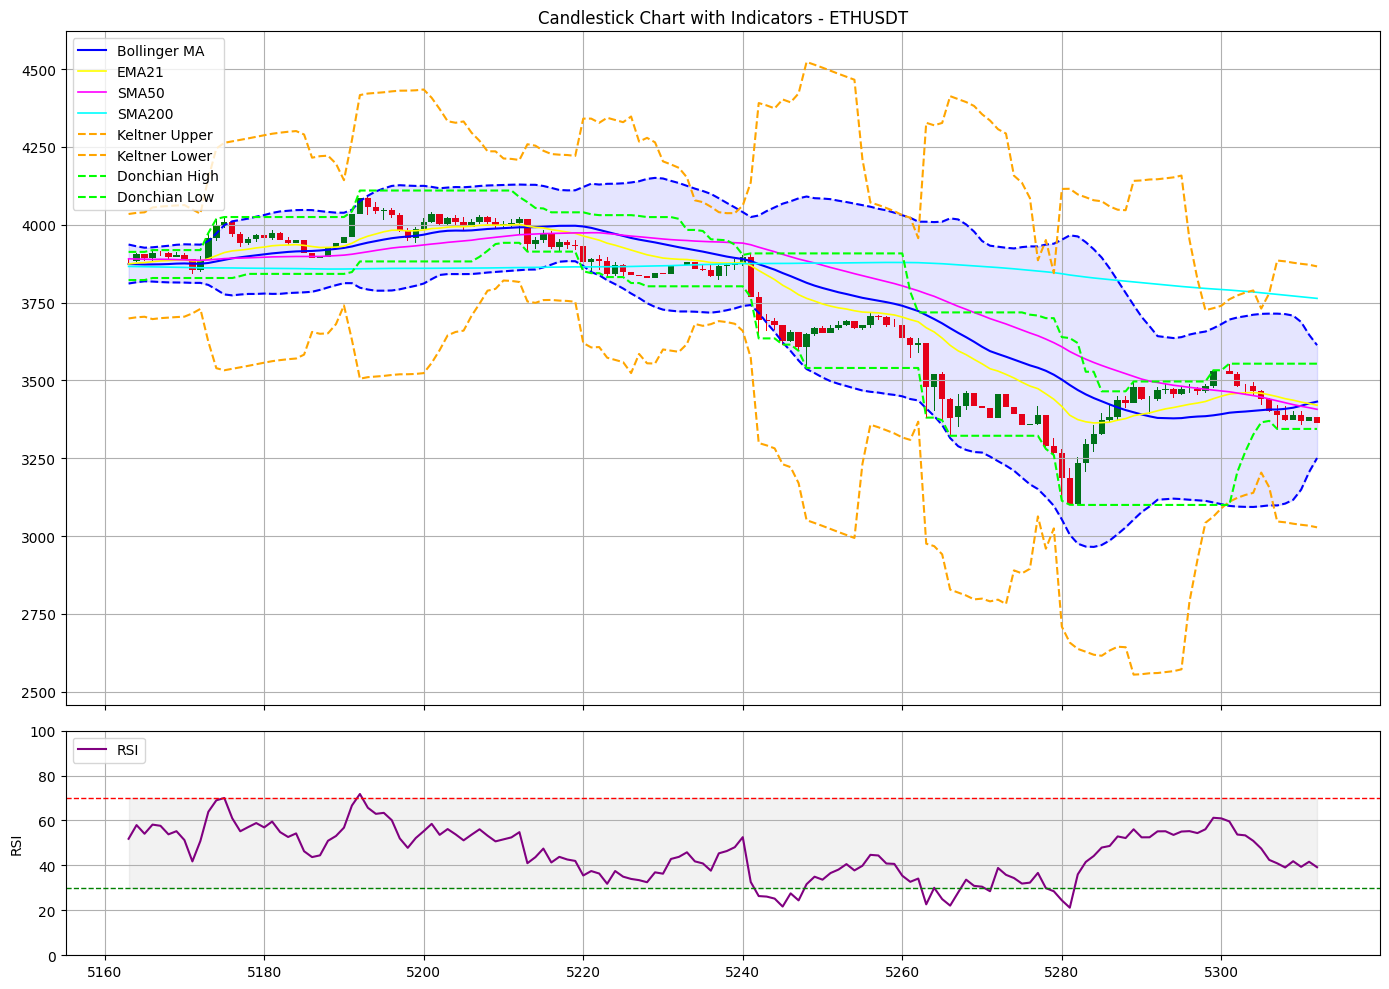 Candlestick Chart with Indicators - ETHUSDT
Bollinger MA
EMA21
SMA50
SMA200
Keltner Upper
Keltner Lower
Donchian High
Donchian Low
4500
4250
4000
3750
3500
3250
3000
2750
2500
RSI
100
80
60
40
20
0
RSI
5160 5180 5200 5220 5240 5260 5280 5300